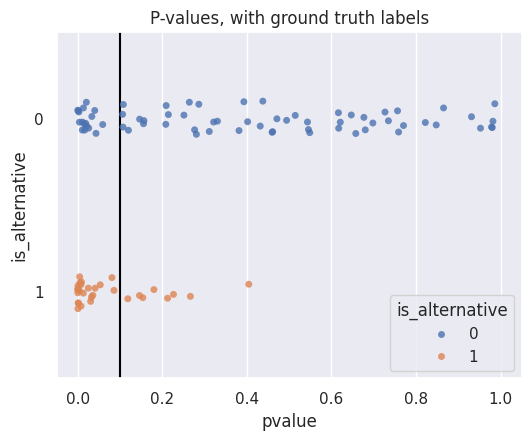 P-values, with ground truth labels
is_alternative
0
1
is_alternative
0
1
0.0 0.2 0.4 0.6 0.8 1.0
pvalue